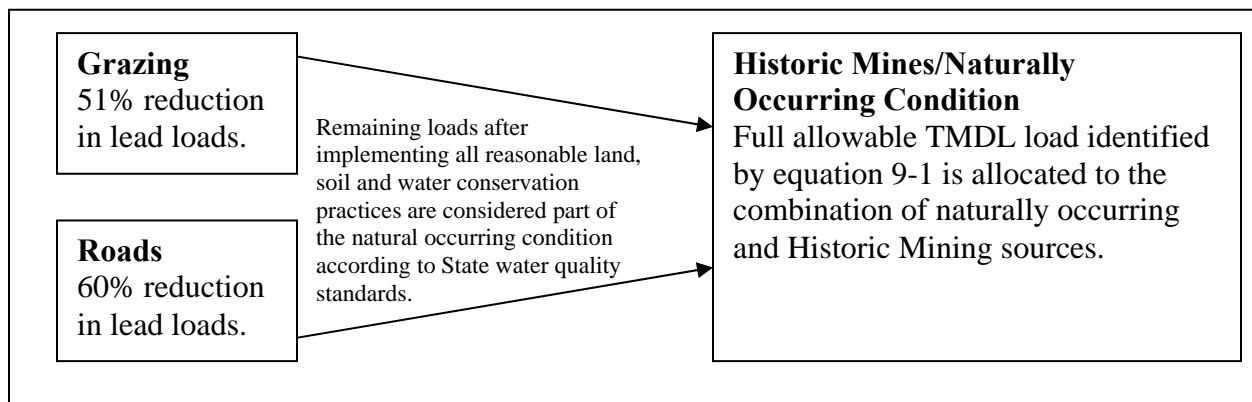 Grazing
51% reduction
in lead loads.
Roads
60% reduction
in lead loads.
Remaining loads after
implementing all reasonable land,
soil and water conservation
practices are considered part of
the natural occurring condition
according to State water quality
standards.
Historic Mines/Naturally
Occurring Condition
Full allowable TMDL load identified
by equation 9-1 is allocated to the
combination of naturally occurring
and Historic Mining sources.